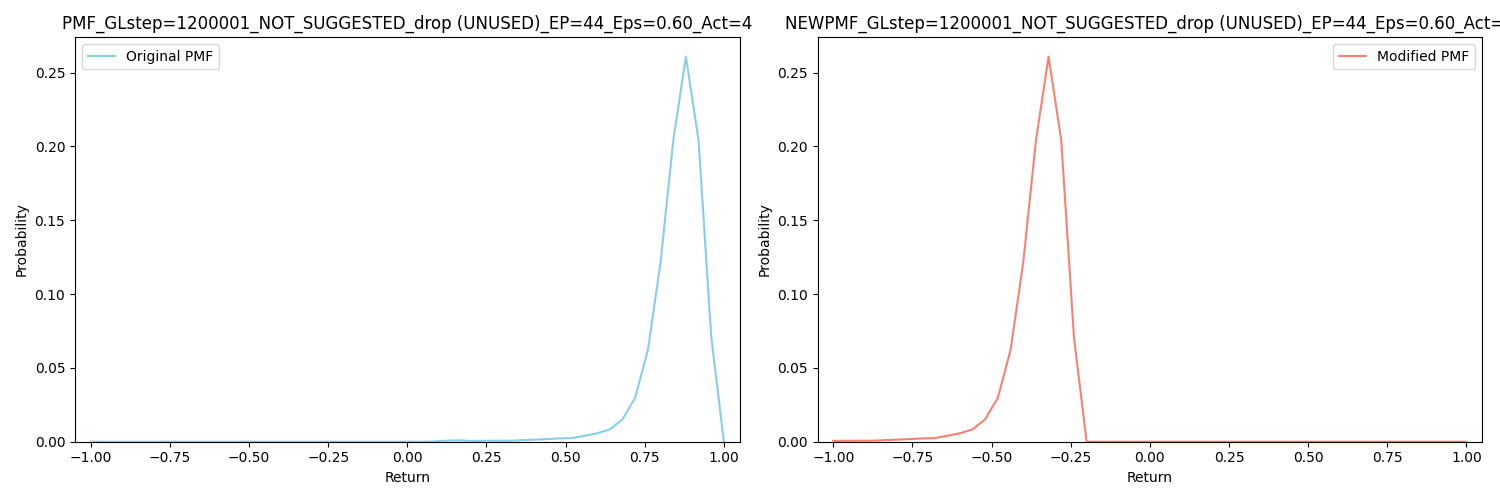 PMF_GLstep=1200001_NOT_SUGGESTED_drop (UNUSED)_EP=44_Eps=0.60_Act=4
Original PMF
0.25
0.20
0.15
0.10
0.05
0.00
Probability
−1.00 −0.75 −0.50 −0.25 0.00 0.25 0.50 0.75 1.00
Return
NEWPMF_GLstep=1200001_NOT_SUGGESTED_drop (UNUSED)_EP=44_Eps=0.60_Act=
Modified PMF
0.25
0.20
0.15
0.10
0.05
0.00
Probability
−1.00 −0.75 −0.50 −0.25 0.00 0.25 0.50 0.75 1.00
Return